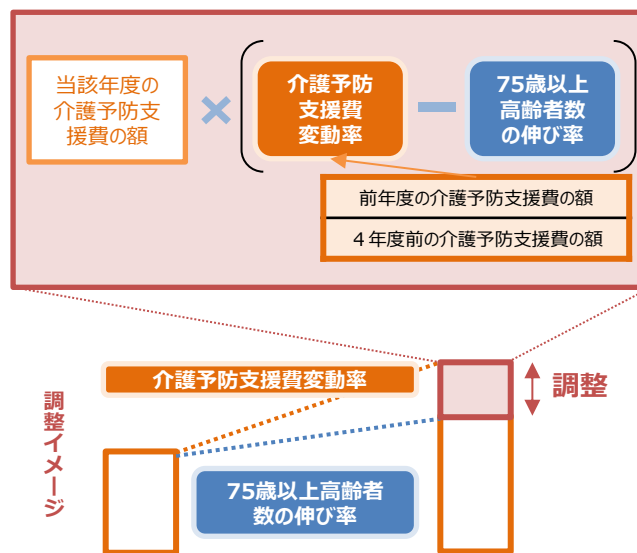 当該年度の
介護予防支
援費の額
×
介護予防
支援費
変動率
ー
75歳以上
高齢者数
の伸び率
前年度の介護予防支援費の額
４年度前の介護予防支援費の額
介護予防支援費変動率
調整
調整イメージ
75歳以上高齢者
数の伸び率